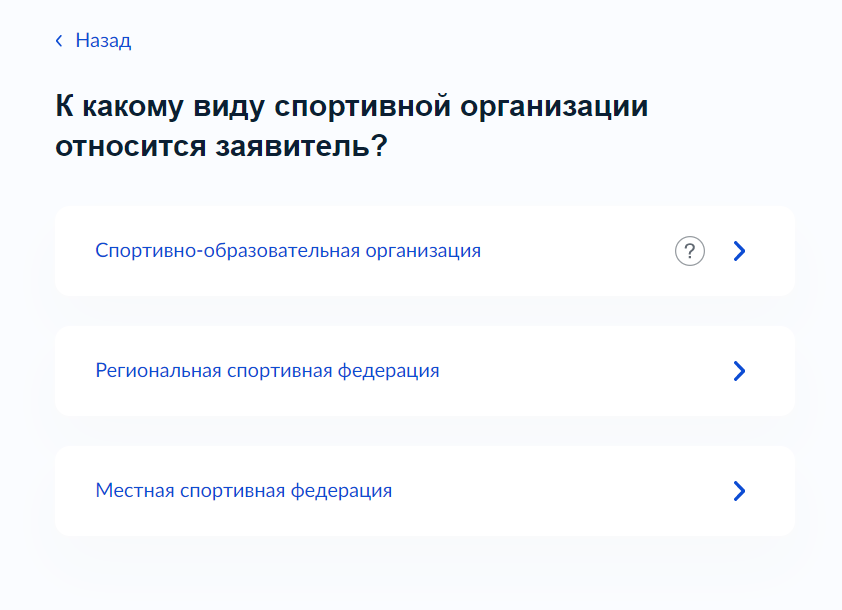 Назад
К какому виду спортивной организации
относится заявитель?
Спортивно-образовательная организация
?
Региональная спортивная федерация
Местная спортивная федерация